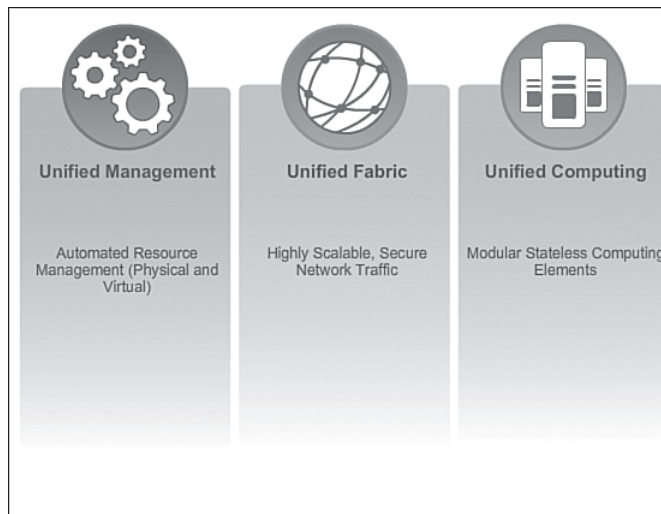 Unified Management
Automated Resource
Management (Physical and
Virtual)
Unified Fabric
Highly Scalable, Secure
Network Traffic
Unified Computing
Modular Stateless Computing
Elements